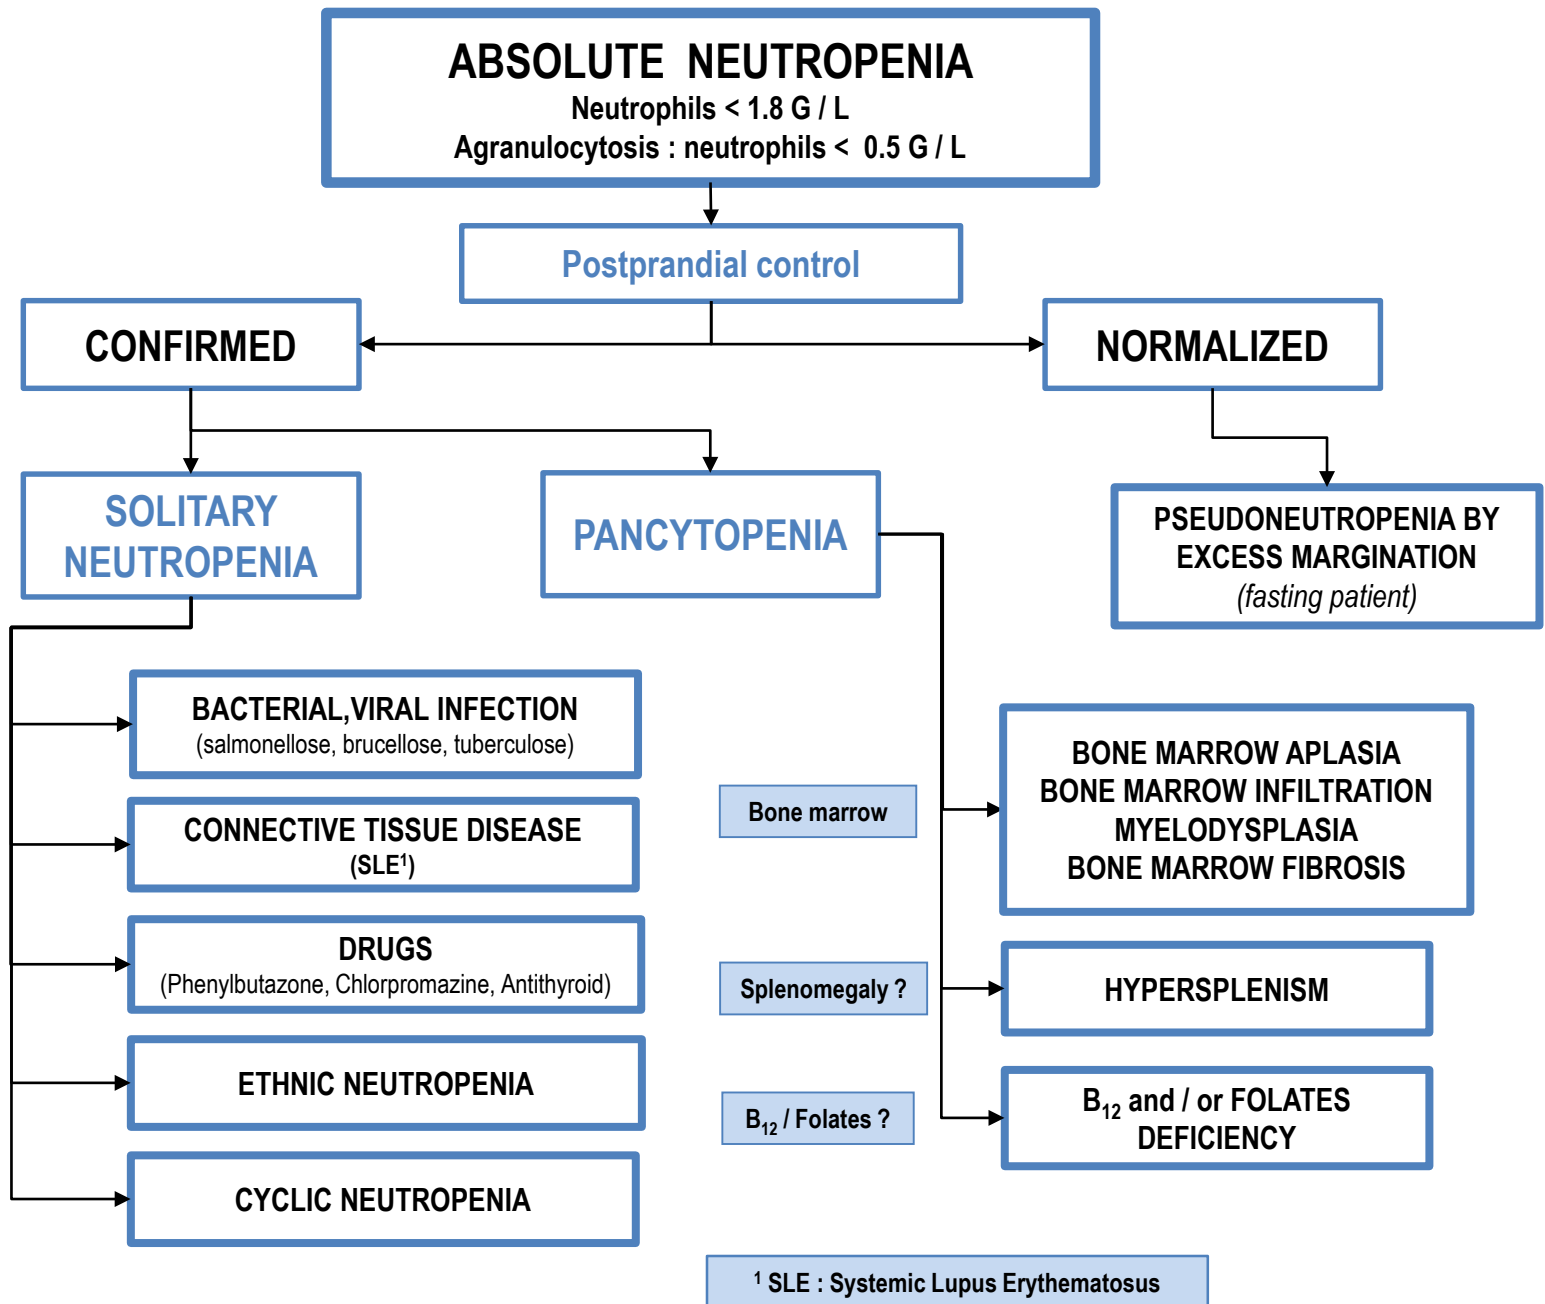 ABSOLUTE NEUTROPENIA
Neutrophils < 1.8 G / L
Agranulocytosis : neutrophils < 0.5 G / L
Postprandial control
CONFIRMED
NORMALIZED
SOLITARY
NEUTROPENIA
PANCYTOPENIA
PSEUDONEUTROPENIA BY
EXCESS MARGINATION
(fasting patient)
BACTERIAL,VIRAL INFECTION
(salmonellose, brucellose, tuberculose)
CONNECTIVE TISSUE DISEASE
(SLE¹)
DRUGS
(Phenylbutazone, Chlorpromazine, Antithyroid)
ETHNIC NEUTROPENIA
CYCLIC NEUTROPENIA
Bone marrow
BONE MARROW APLASIA
BONE MARROW INFILTRATION
MYELODYSPLASIA
BONE MARROW FIBROSIS
Splenomegaly ?
HYPERSPLENISM
B₁₂ / Folates ?
B₁₂ and / or FOLATES
DEFICIENCY
¹ SLE : Systemic Lupus Erythematosus